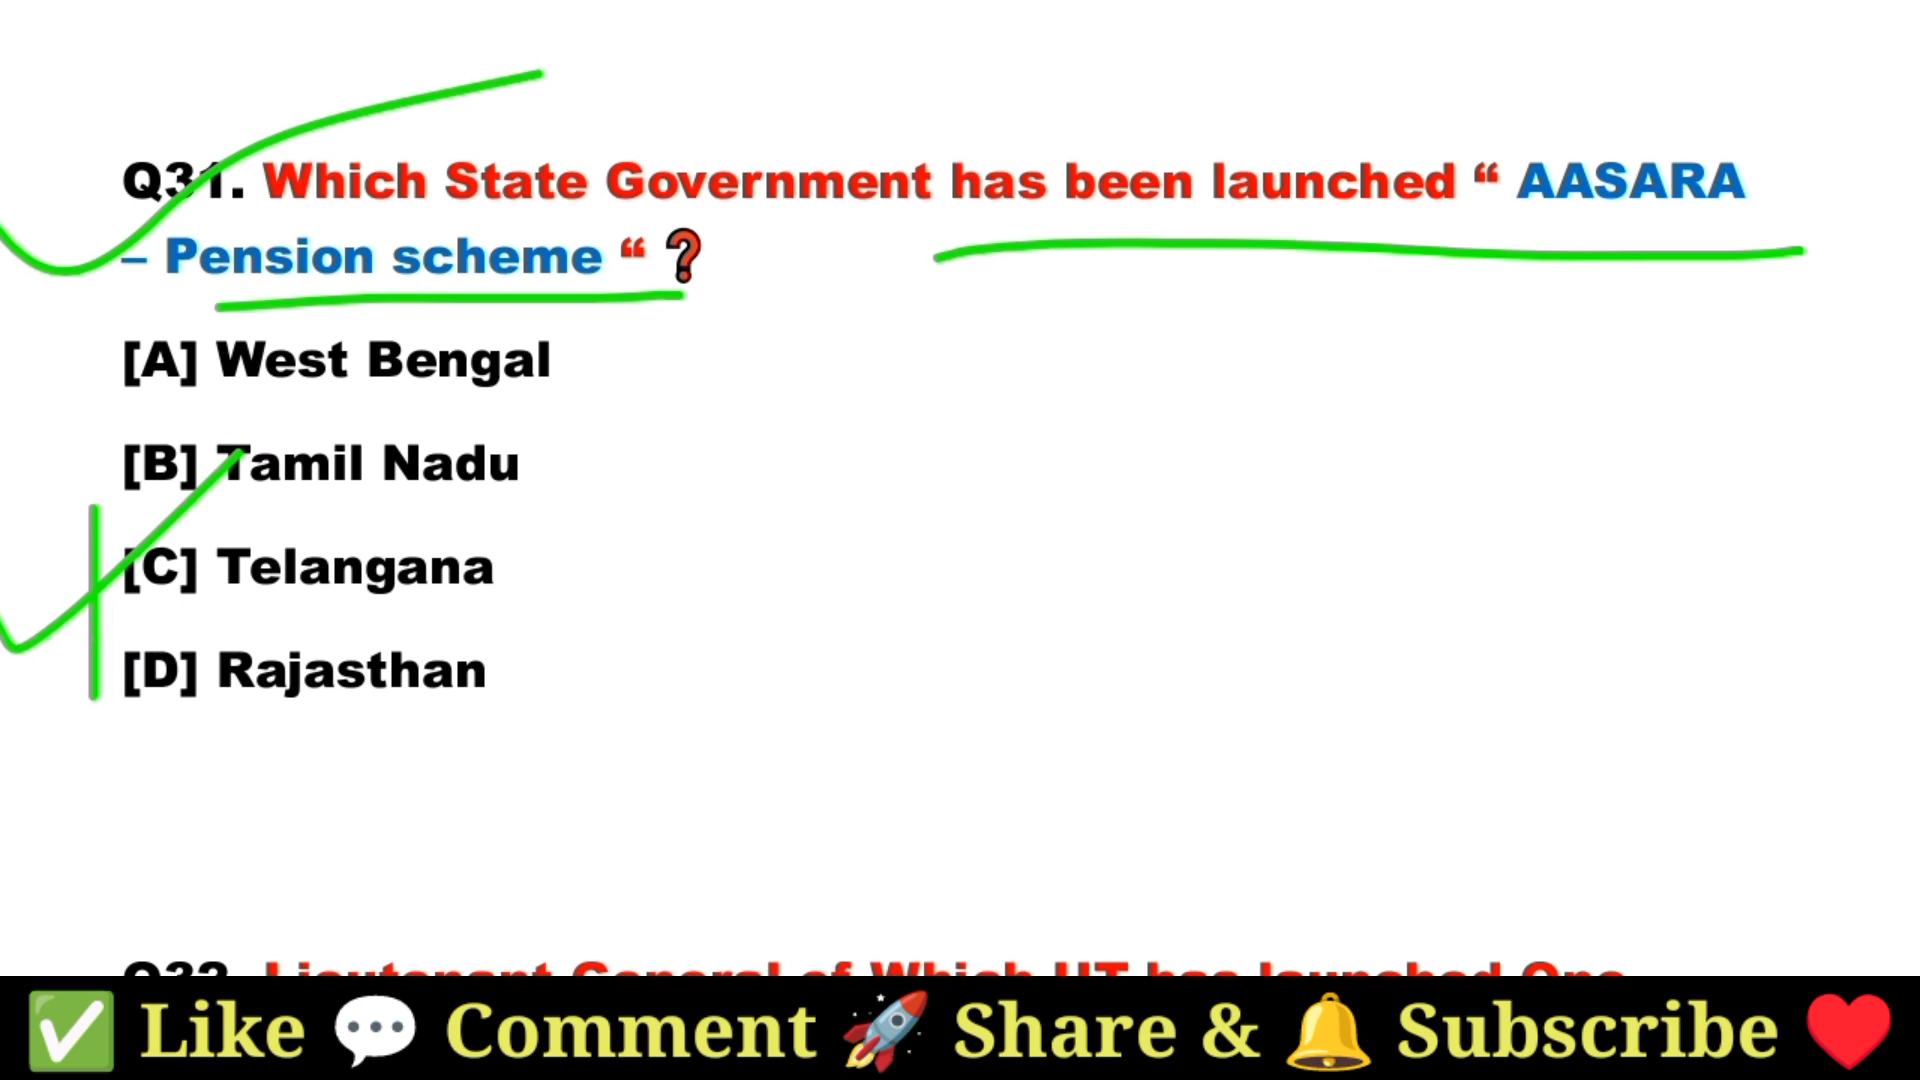 Q31. Which State Government has been launched “ AASARA
– Pension scheme “ ❓
[A] West Bengal
[B] Tamil Nadu
[C] Telangana
[D] Rajasthan
Q32. Lieutenant General of Which UT has launched One
✅ Like 💬 Comment 🚀 Share & 🔔 Subscribe ♥